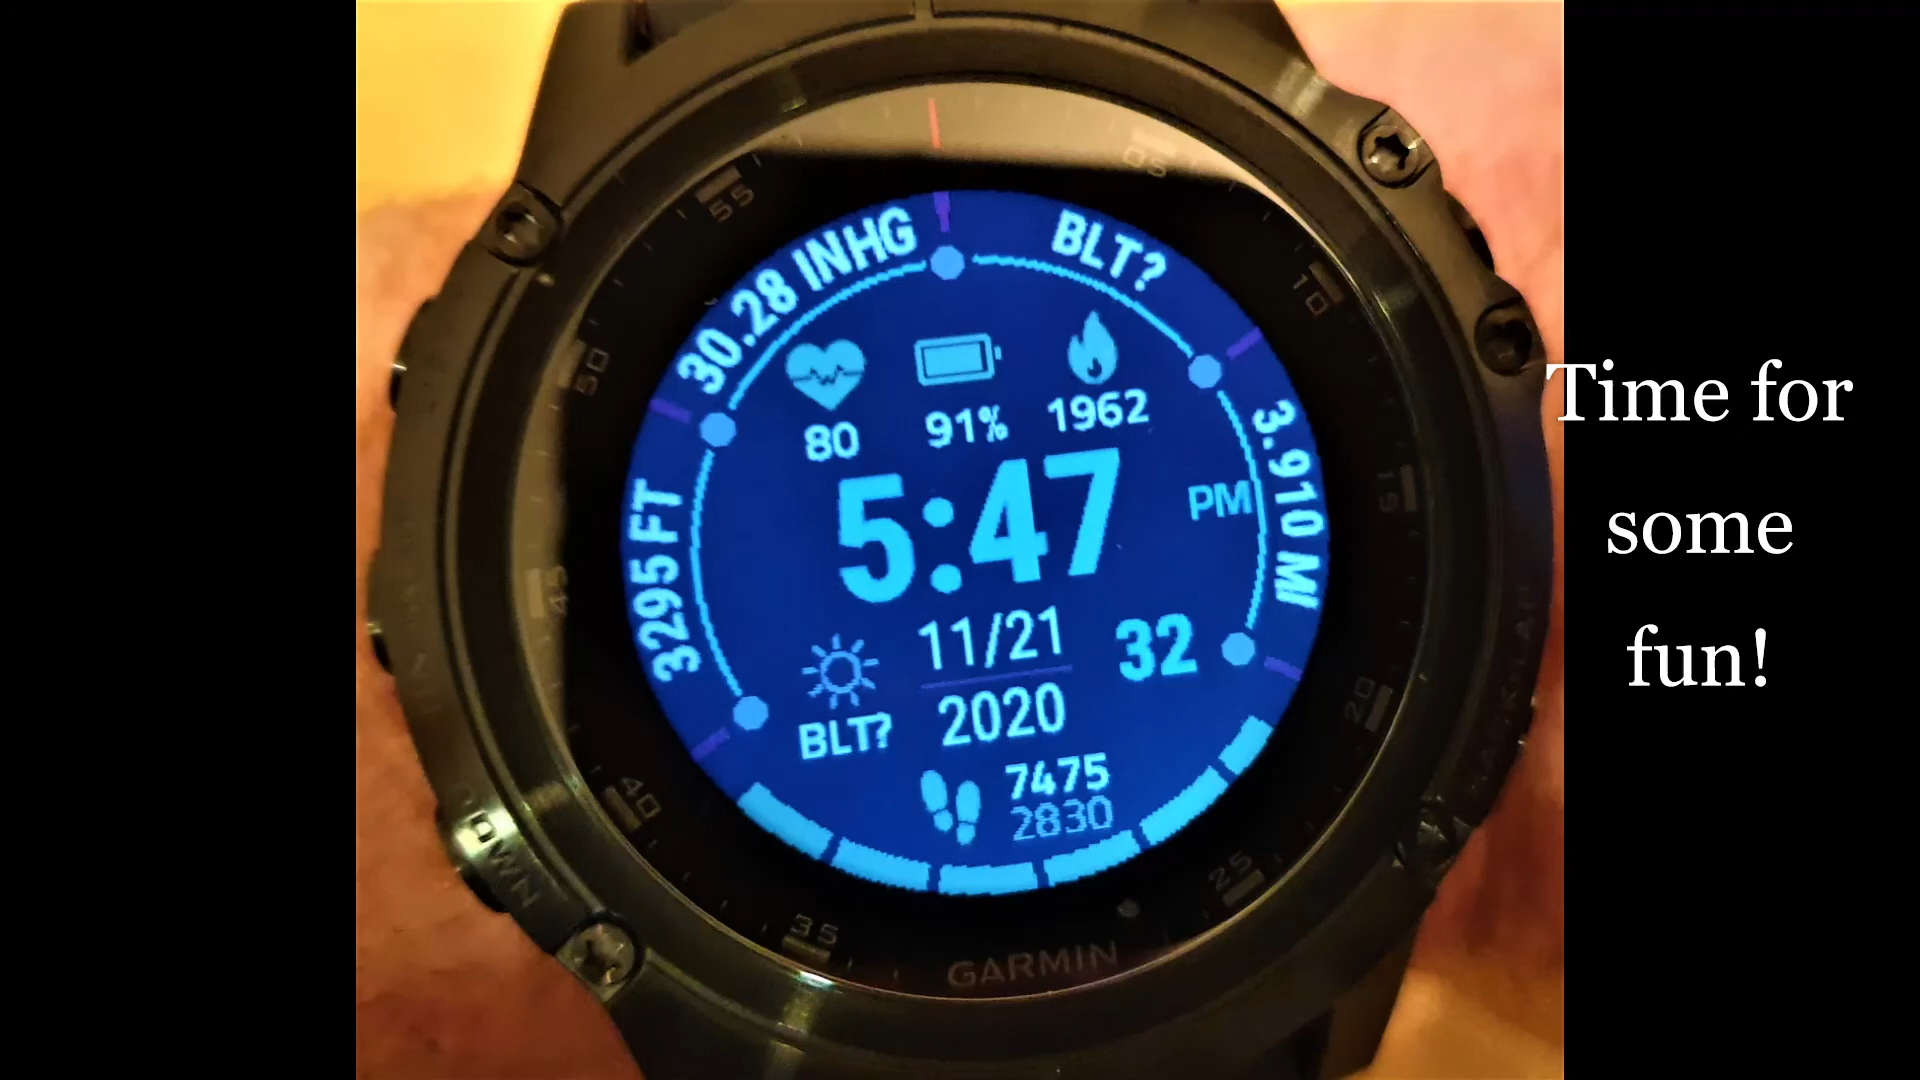 30.28 INHG
BLT?
80
91%
1962
5:47
PM
3295 FT
3.910 MI
11/21
32
BLT?
2020
7475
2830
55
05
10
50
15
45
20
40
25
35
DOWN
GARMIN
Time for
some
fun!